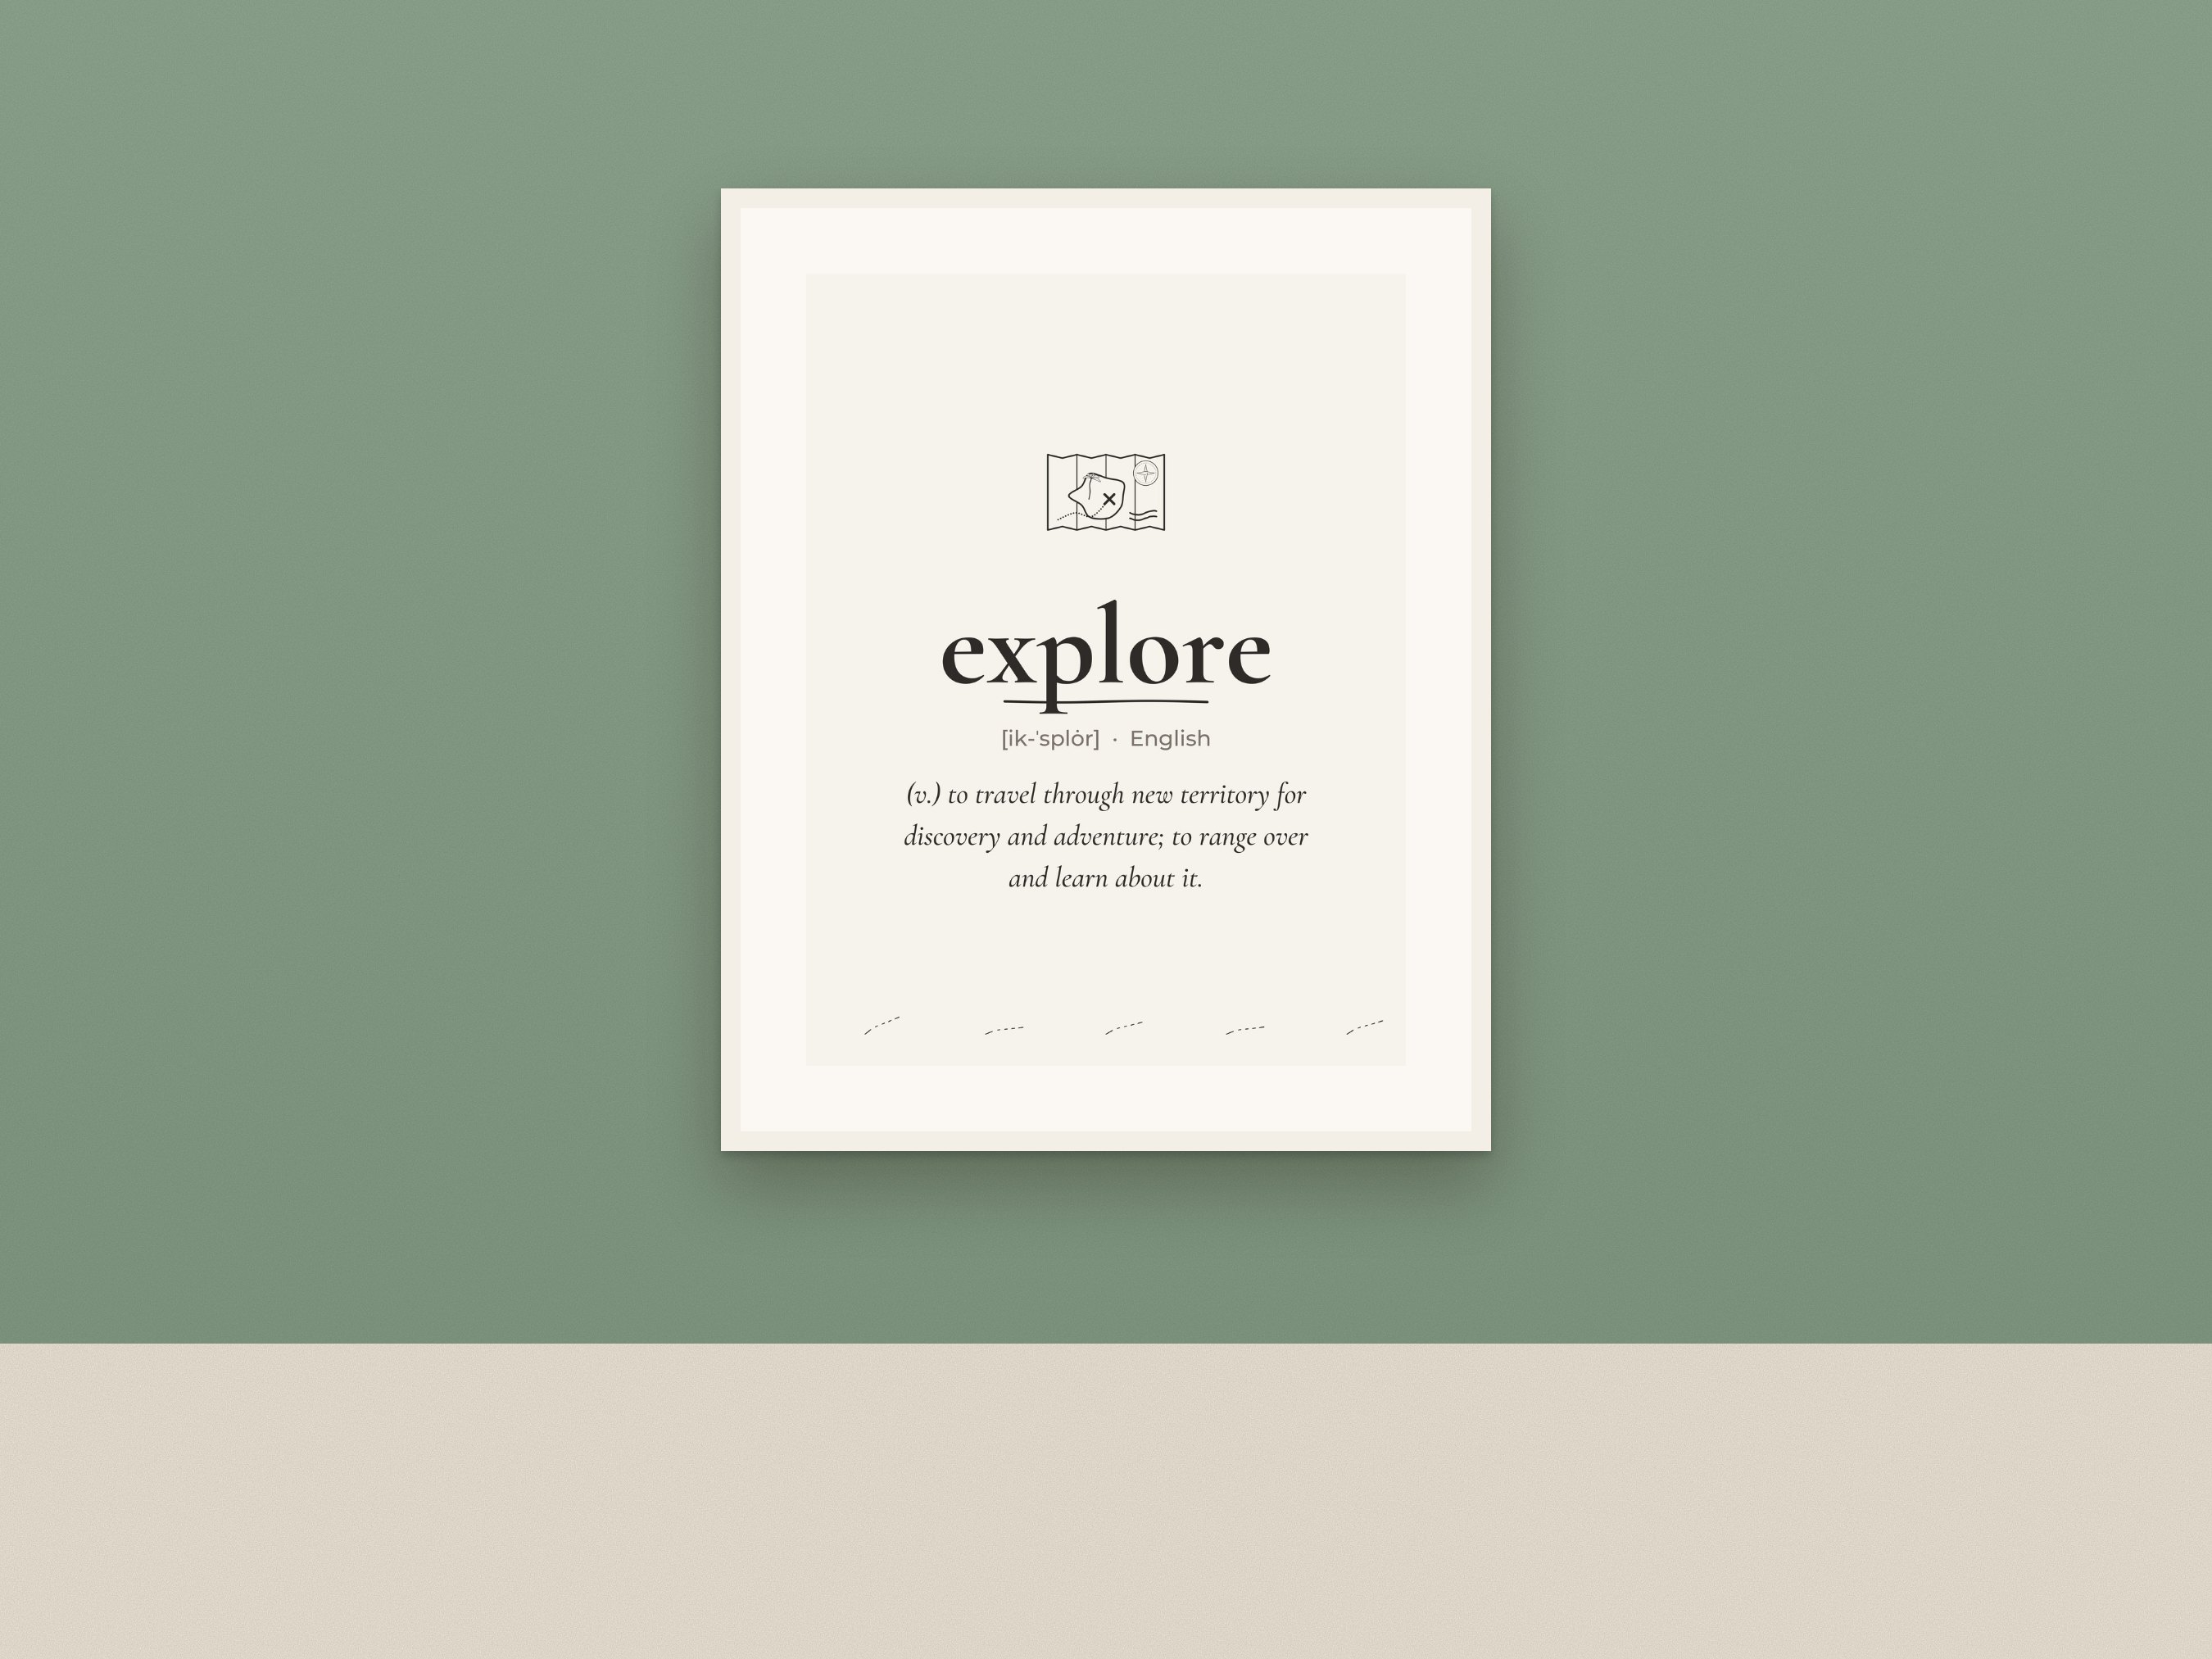 explore
[ik-ˈsplȯr] · English
(v.) to travel through new territory for
discovery and adventure; to range over
and learn about it.